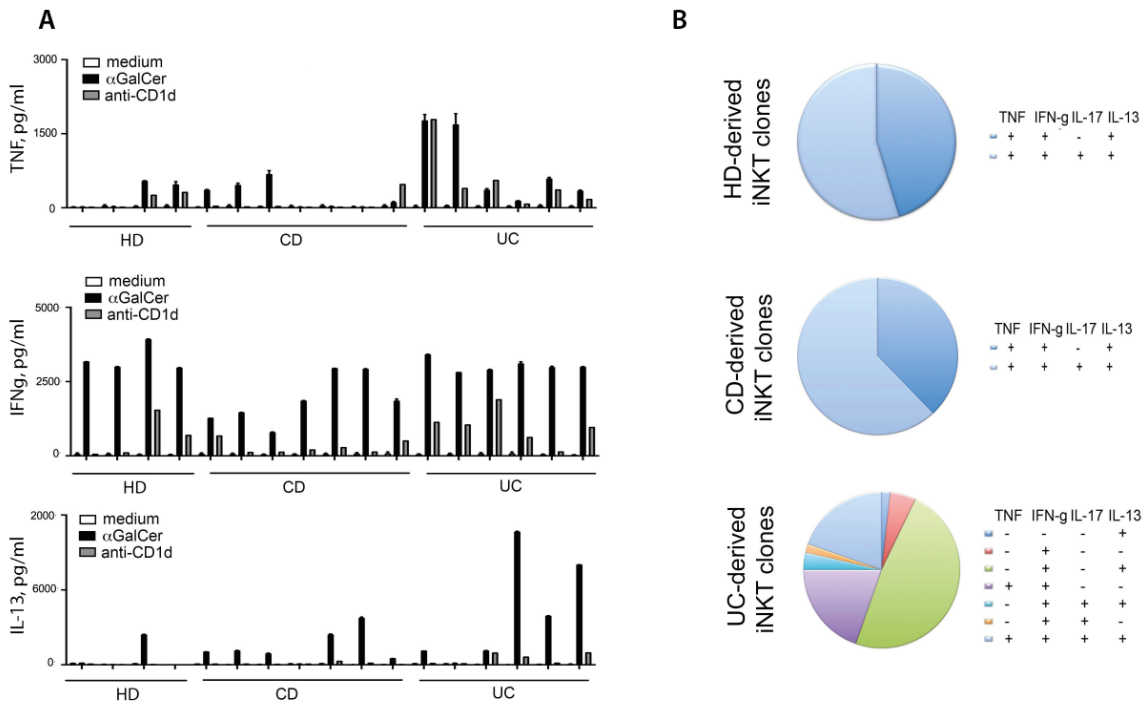 A
B
TNF, pg/ml
3000
1500
0
medium
αGalCer
anti-CD1d
HD
CD
UC
IFNg, pg/ml
5000
2500
0
medium
αGalCer
anti-CD1d
HD
CD
UC
IL-13, pg/ml
2000
6000
0
medium
αGalCer
anti-CD1d
HD
CD
UC
HD-derived
iNKT clones
TNF IFN-g IL-17 IL-13
+ + - +
+ + + +
CD-derived
iNKT clones
TNF IFN-g IL-17 IL-13
+ + - +
+ + + +
UC-derived
iNKT clones
TNF IFN-g IL-17 IL-13
- - - +
- + - -
- + - +
+ + - -
- + + +
- + + -
+ + + +